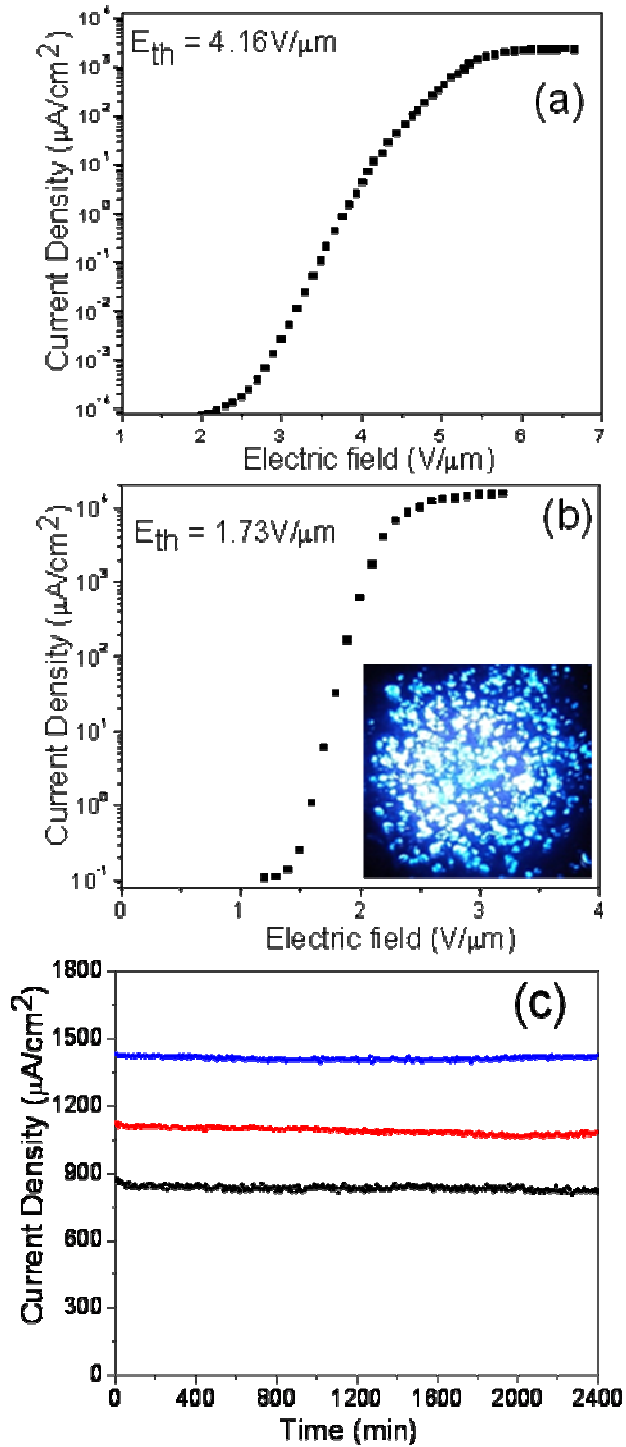 E_th = 4.16V/μm
(a)
Current Density (μA/cm²)
10⁴
10³
10²
10¹
10⁰
10⁻¹
10⁻²
10⁻³
10⁻⁴
1 2 3 4 5 6 7
Electric field (V/μm)
E_th = 1.73V/μm
(b)
Current Density (μA/cm²)
10⁴
10³
10²
10¹
10⁰
10⁻¹
0 1 2 3 4
Electric field (V/μm)
(c)
Current Density (μA/cm²)
1800
1500
1200
900
600
300
0
0 400 800 1200 1600 2000 2400
Time (min)